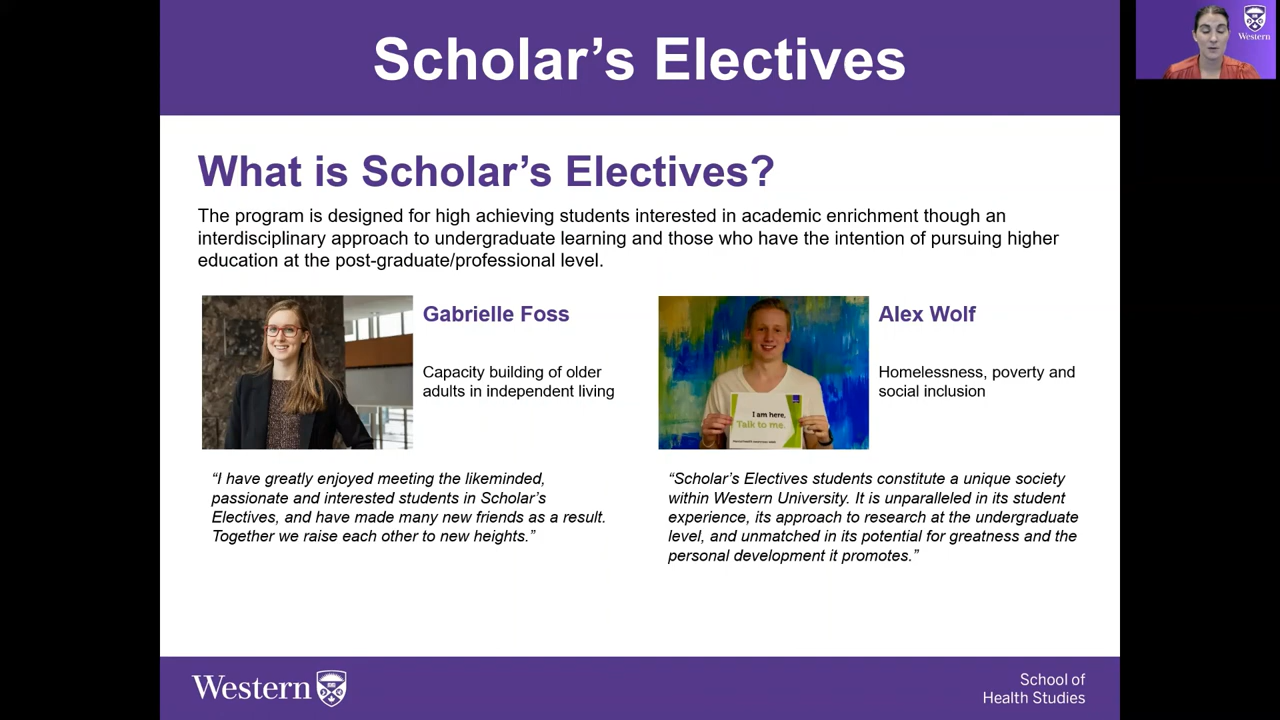 Scholar’s Electives
Western
What is Scholar’s Electives?
The program is designed for high achieving students interested in academic enrichment though an
interdisciplinary approach to undergraduate learning and those who have the intention of pursuing higher
education at the post-graduate/professional level.
Gabrielle Foss
Capacity building of older
adults in independent living
“I have greatly enjoyed meeting the likeminded,
passionate and interested students in Scholar’s
Electives, and have made many new friends as a result.
Together we raise each other to new heights.”
Alex Wolf
Homelessness, poverty and
social inclusion
I am here.
Talk to me.
“Scholar’s Electives students constitute a unique society
within Western University. It is unparalleled in its student
experience, its approach to research at the undergraduate
level, and unmatched in its potential for greatness and the
personal development it promotes.”
Western
School of
Health Studies